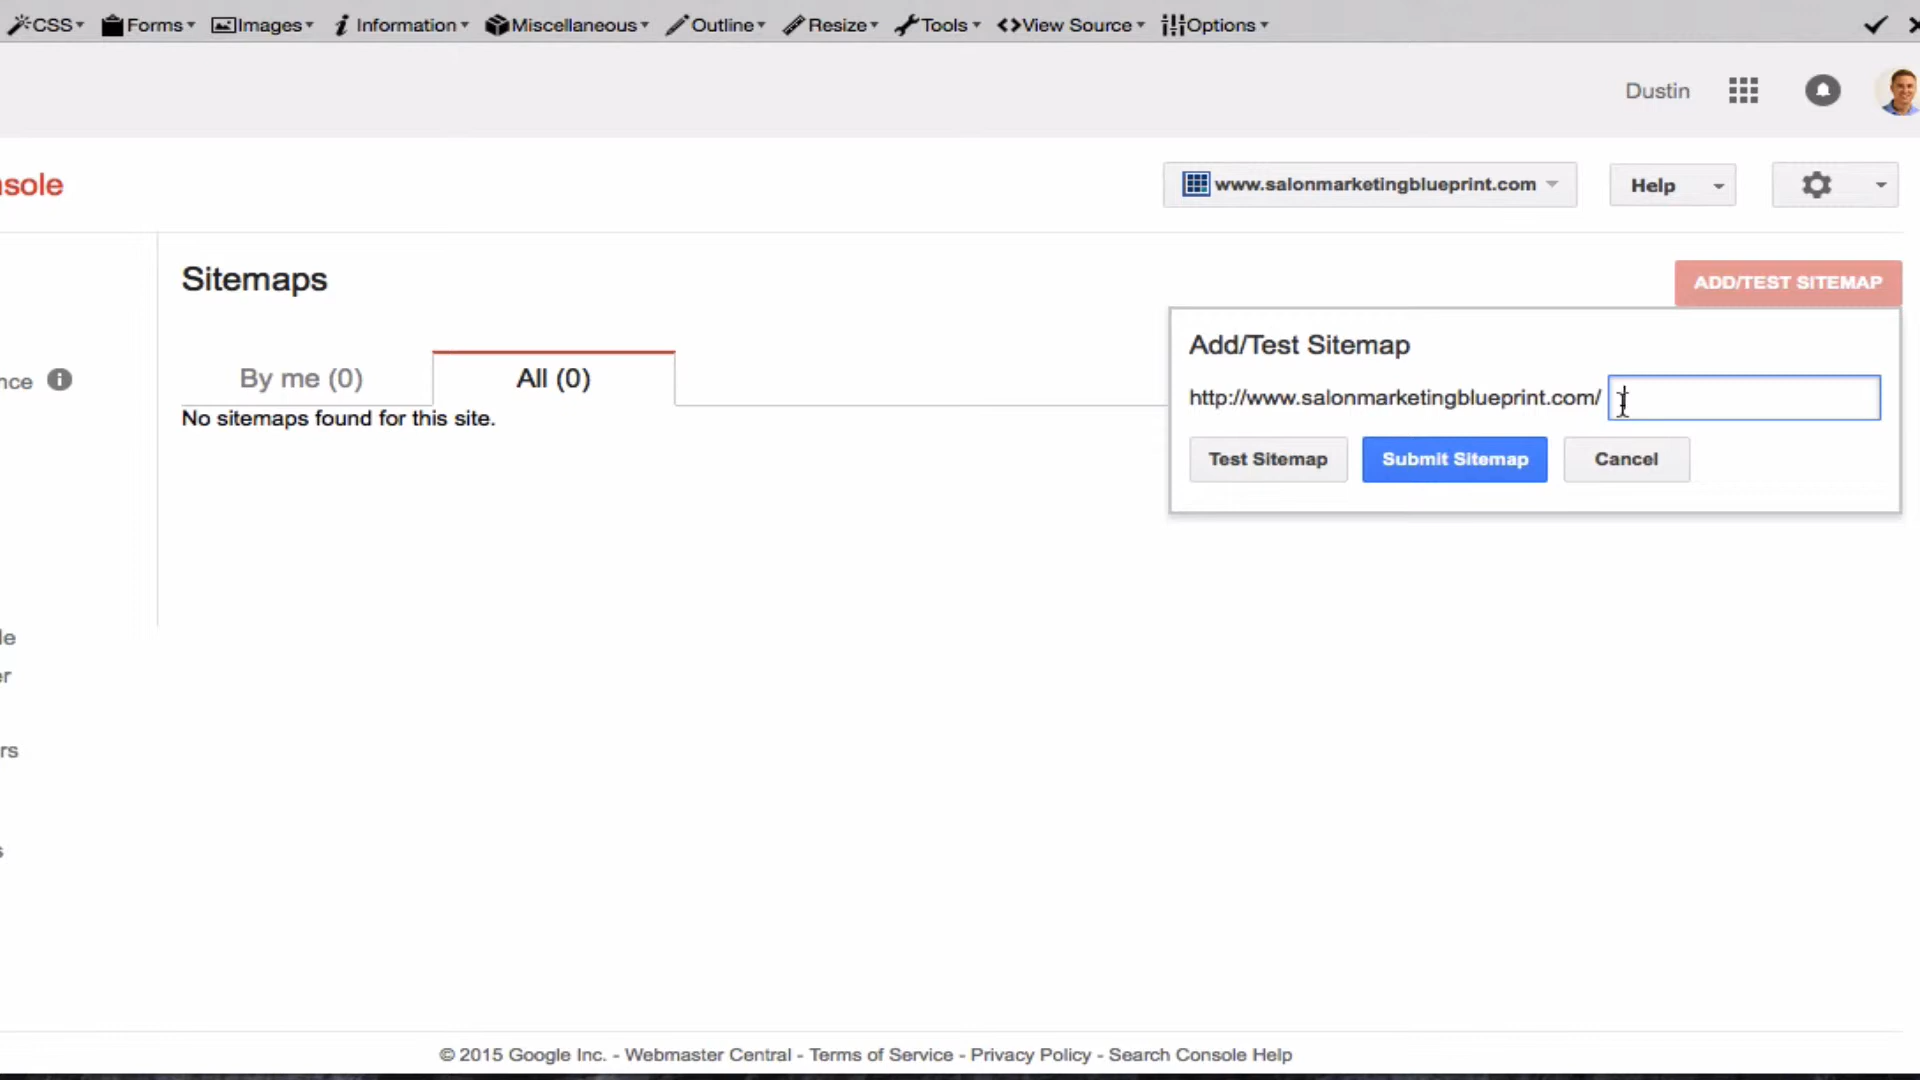 CSS Forms Images Information Miscellaneous Outline Resize Tools View Source Options
Dustin
sole
www.salonmarketingblueprint.com Help
Sitemaps
ADD/TEST SITEMAP
Add/Test Sitemap
nce
By me (0) All (0)
http://www.salonmarketingblueprint.com/
No sitemaps found for this site.
Test Sitemap Submit Sitemap Cancel
le
er
rs
s
© 2015 Google Inc. - Webmaster Central - Terms of Service - Privacy Policy - Search Console Help